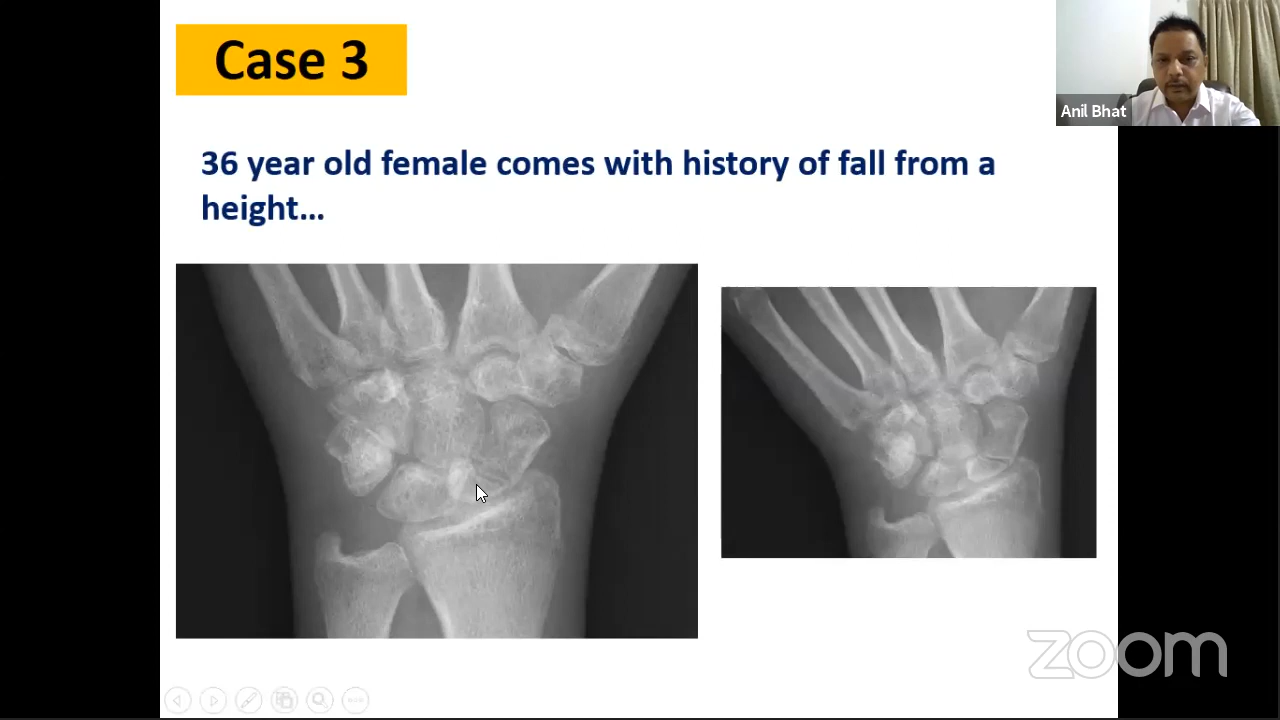 Case 3
Anil Bhat
36 year old female comes with history of fall from a
height...
zoom